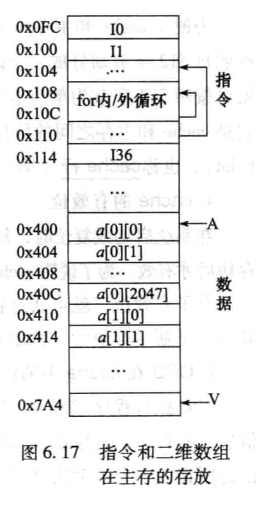 0x0FC I0
0x100 I1
0x104 ….
0x108 for内/外循环
0x10C
0x110 …
0x114 I36
指令
…
0x400 a[0][0] A
0x404 a[0][1]
0x408 …
0x40C a[0][2047]
0x410 a[1][0]
0x414 a[1][1]
数据
…
0x7A4 V
图 6.17 指令和二维数组
在主存的存放